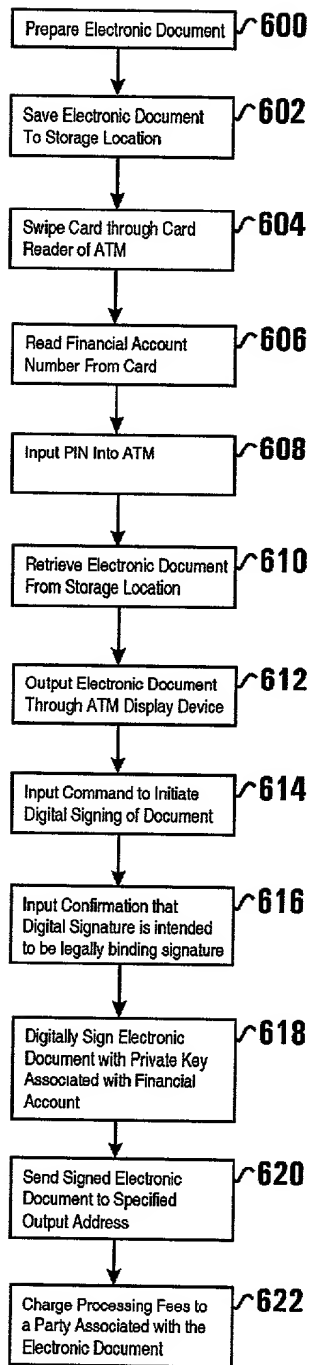 Prepare Electronic Document
600
Save Electronic Document
To Storage Location
602
Swipe Card through Card
Reader of ATM
604
Read Financial Account
Number From Card
606
Input PIN Into ATM
608
Retrieve Electronic Document
From Storage Location
610
Output Electronic Document
Through ATM Display Device
612
Input Command to Initiate
Digital Signing of Document
614
Input Confirmation that
Digital Signature is intended
to be legally binding signature
616
Digitally Sign Electronic
Document with Private Key
Associated with Financial
Account
618
Send Signed Electronic
Document to Specified
Output Address
620
Charge Processing Fees to
a Party Associated with the
Electronic Document
622